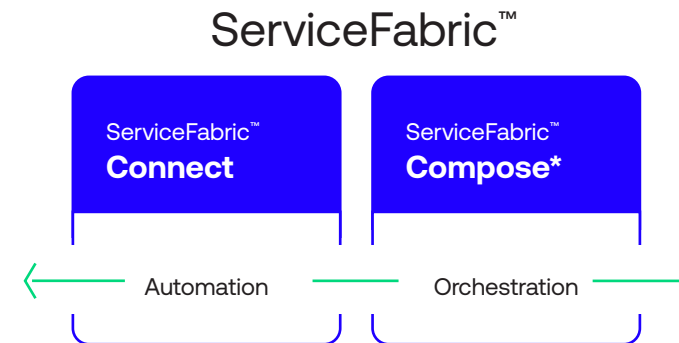 ServiceFabric™
ServiceFabric™
Connect
ServiceFabric™
Compose*
Automation
Orchestration